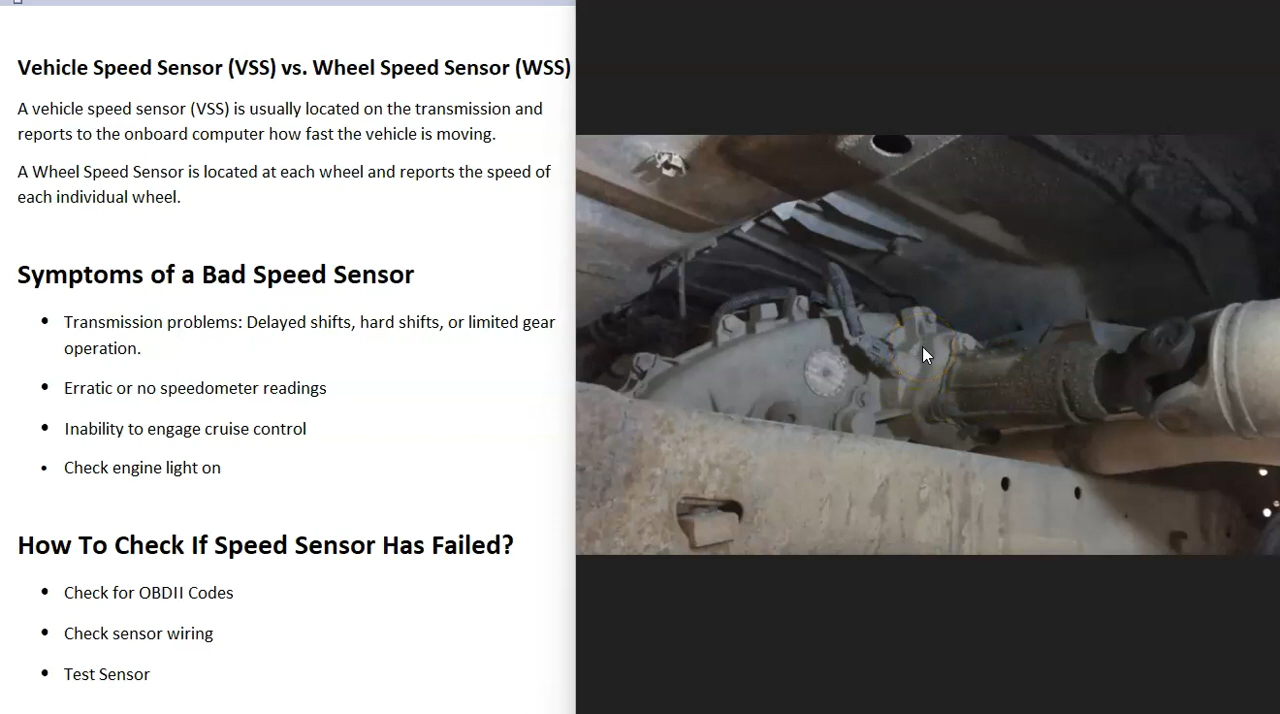 Vehicle Speed Sensor (VSS) vs. Wheel Speed Sensor (WSS)
A vehicle speed sensor (VSS) is usually located on the transmission and
reports to the onboard computer how fast the vehicle is moving.
A Wheel Speed Sensor is located at each wheel and reports the speed of
each individual wheel.
Symptoms of a Bad Speed Sensor
• Transmission problems: Delayed shifts, hard shifts, or limited gear
operation.
• Erratic or no speedometer readings
• Inability to engage cruise control
• Check engine light on
How To Check If Speed Sensor Has Failed?
• Check for OBDII Codes
• Check sensor wiring
• Test Sensor